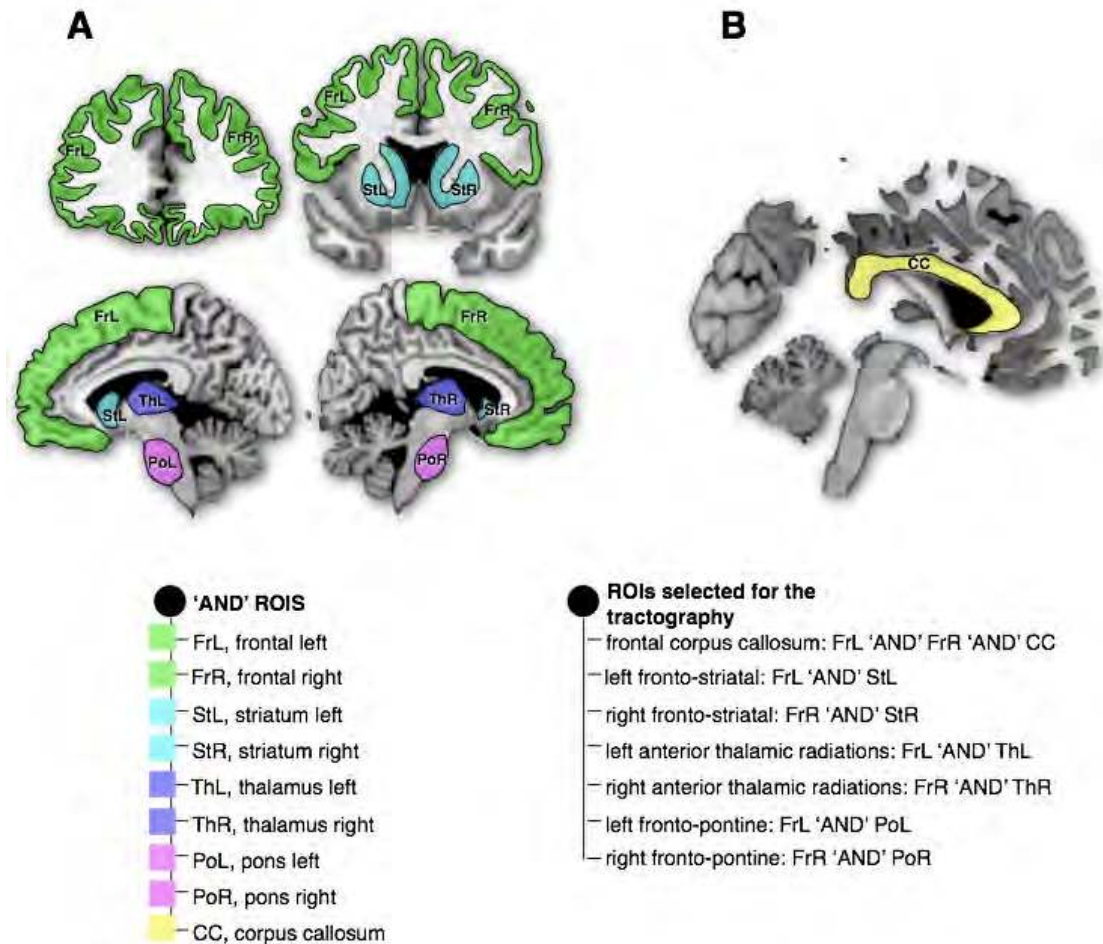 A
B
FrL
FrR
FrL
FrR
StL
StR
CC
FrL
FrR
ThL
StL
ThR
StR
PoL
PoR
'AND' ROIS
FrL, frontal left
FrR, frontal right
StL, striatum left
StR, striatum right
ThL, thalamus left
ThR, thalamus right
PoL, pons left
PoR, pons right
CC, corpus callosum
ROIs selected for the
tractography
frontal corpus callosum: FrL 'AND' FrR 'AND' CC
left fronto-striatal: FrL 'AND' StL
right fronto-striatal: FrR 'AND' StR
left anterior thalamic radiations: FrL 'AND' ThL
right anterior thalamic radiations: FrR 'AND' ThR
left fronto-pontine: FrL 'AND' PoL
right fronto-pontine: FrR 'AND' PoR